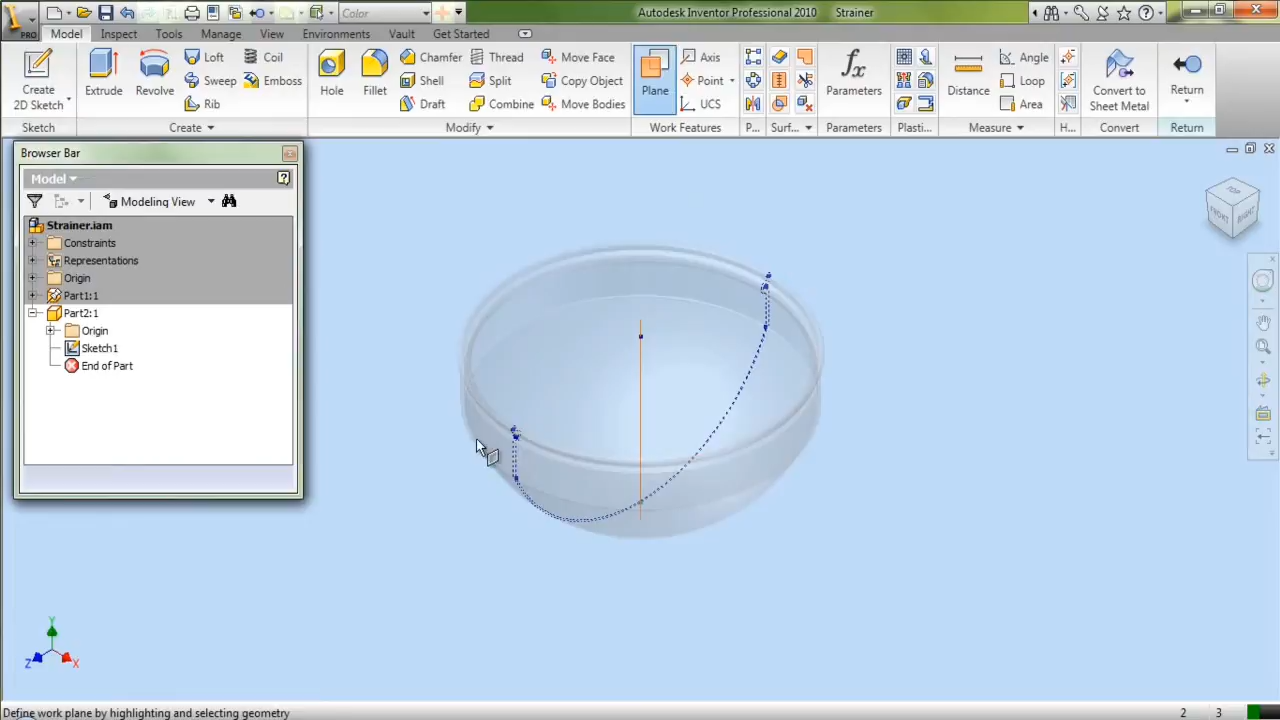 Color
Autodesk Inventor Professional 2010 Strainer
PRO
Model Inspect Tools Manage View Environments Vault Get Started
Create 2D Sketch
Extrude
Revolve
Loft
Sweep
Rib
Coil
Emboss
Hole
Fillet
Chamfer
Shell
Draft
Thread
Split
Combine
Move Face
Copy Object
Move Bodies
Plane
Axis
Point
UCS
Parameters
Distance
Angle
Loop
Area
Convert to Sheet Metal
Return
Sketch Create Modify Work Features P... Surf... Parameters Plasti... Measure H... Convert Return
Browser Bar
Model
Modeling View
Strainer.iam
Constraints
Representations
Origin
Part1:1
Part2:1
Origin
Sketch1
End of Part
TOP
FRONT
RIGHT
Y
Z
X
Define work plane by highlighting and selecting geometry 2 3